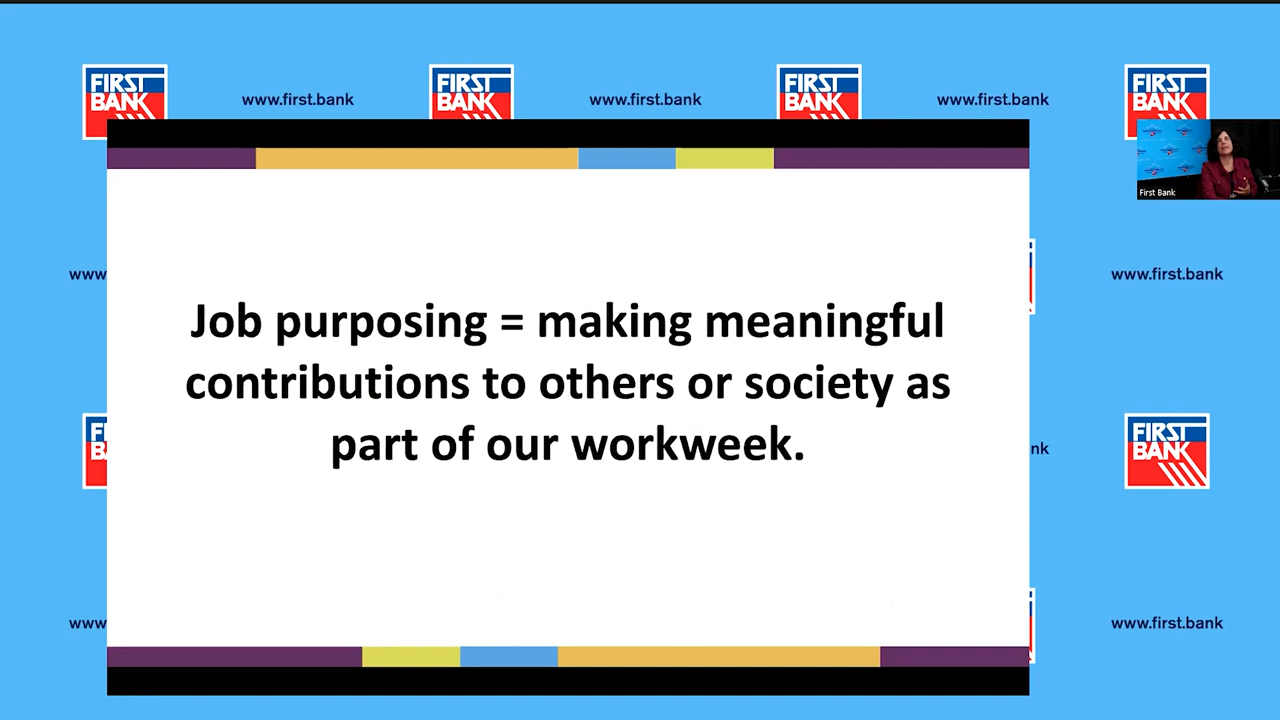 FIRST BANK
www.first.bank
FIRST BANK
www.first.bank
FIRST BANK
www.first.bank
FIRST BANK
First Bank
www
www.first.bank
Job purposing = making meaningful
contributions to others or society as
part of our workweek.
F
B
nk
FIRST BANK
www
www.first.bank